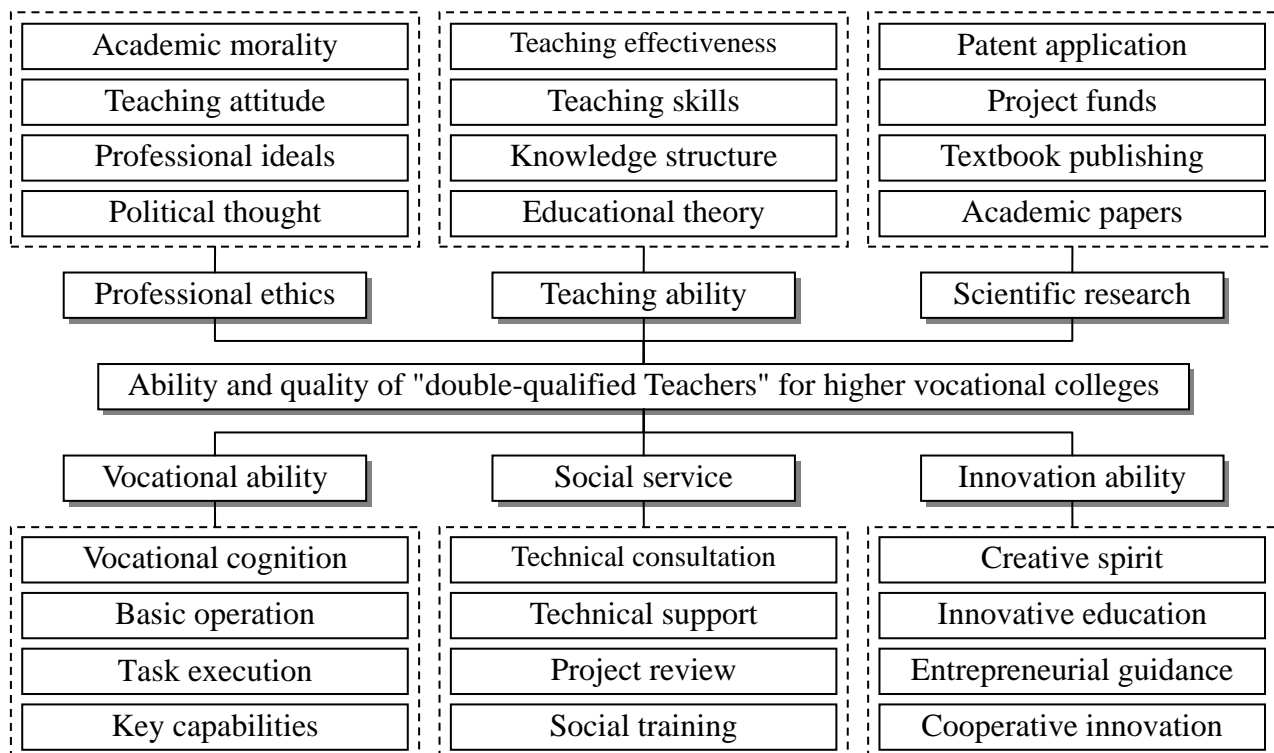 Academic morality
Teaching attitude
Professional ideals
Political thought
Teaching effectiveness
Teaching skills
Knowledge structure
Educational theory
Patent application
Project funds
Textbook publishing
Academic papers
Professional ethics
Teaching ability
Scientific research
Ability and quality of "double-qualified Teachers" for higher vocational colleges
Vocational ability
Social service
Innovation ability
Vocational cognition
Basic operation
Task execution
Key capabilities
Technical consultation
Technical support
Project review
Social training
Creative spirit
Innovative education
Entrepreneurial guidance
Cooperative innovation